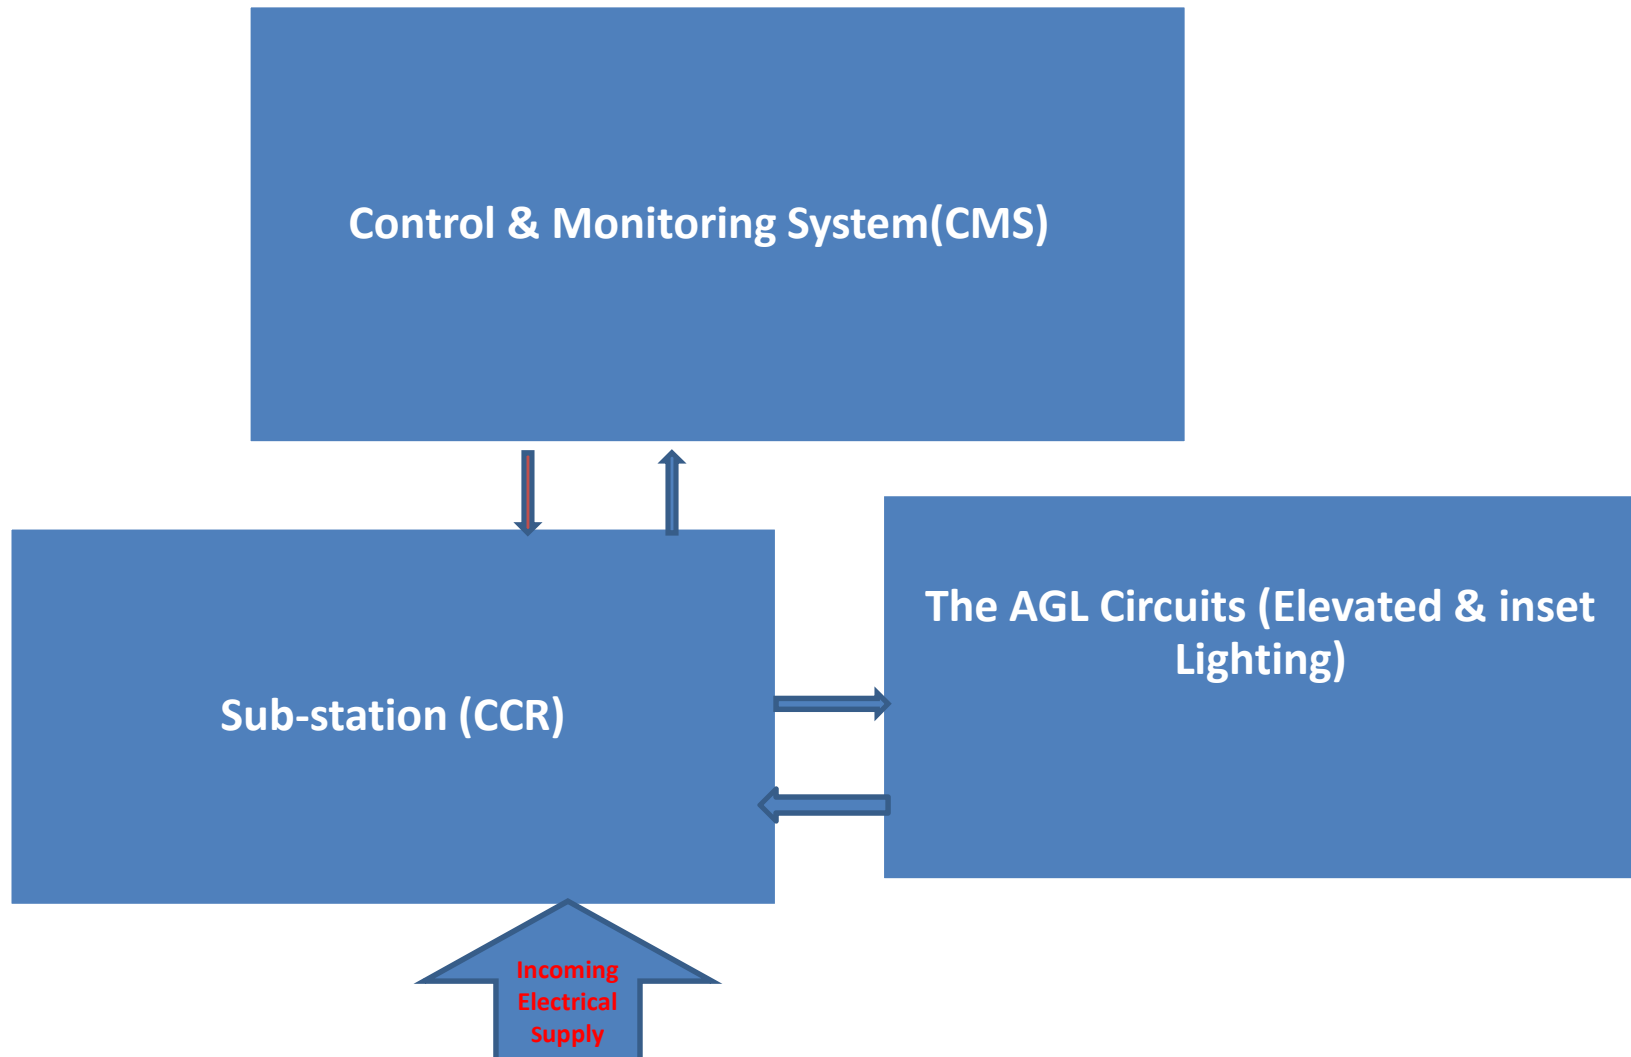 Control & Monitoring System(CMS)
The AGL Circuits (Elevated & inset
Lighting)
Sub-station (CCR)
Incoming
Electrical
Supply